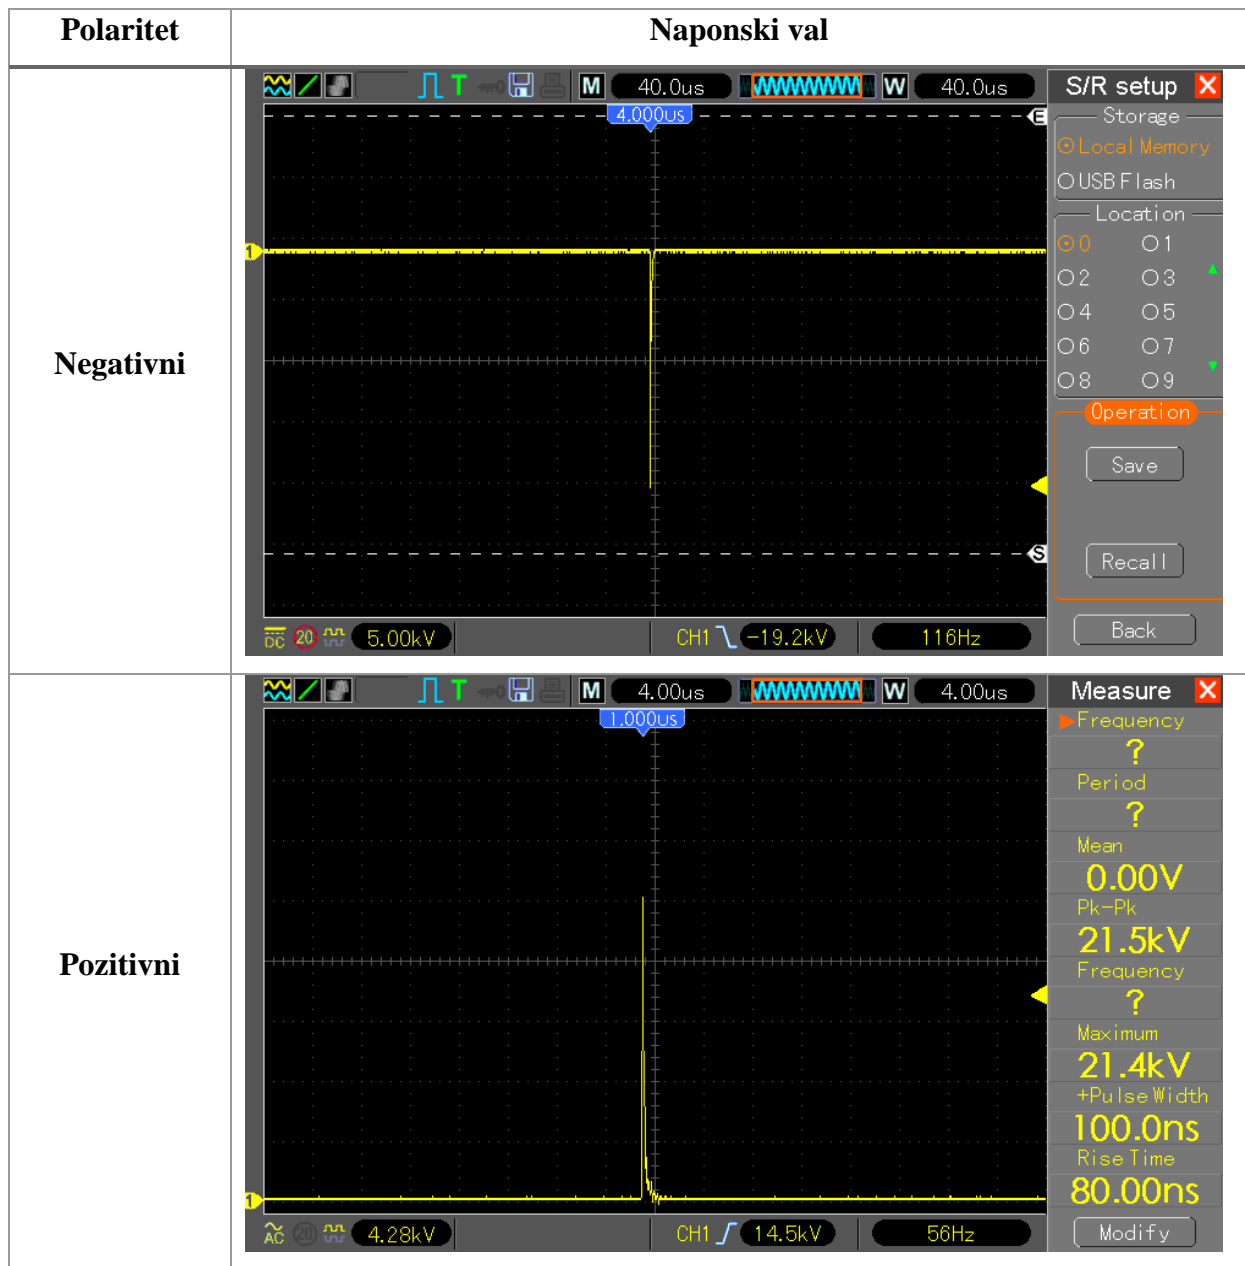 Polaritet Naponski val
Negativni
T M 40.0us W 40.0us S/R setup
4.000us
E
Storage
Local Memory
USB Flash
Location
0 1
2 3
4 5
6 7
8 9
1
Operation
Save
S
Recall
DC 20 5.00kV CH1 -19.2kV 116Hz Back
Pozitivni
T M 4.00us W 4.00us Measure
1.000us
Frequency
?
Period
?
Mean
0.00V
Pk-Pk
21.5kV
Frequency
?
Maximum
21.4kV
+Pulse Width
100.0ns
Rise Time
80.00ns
1
AC 20 4.28kV CH1 14.5kV 56Hz Modify